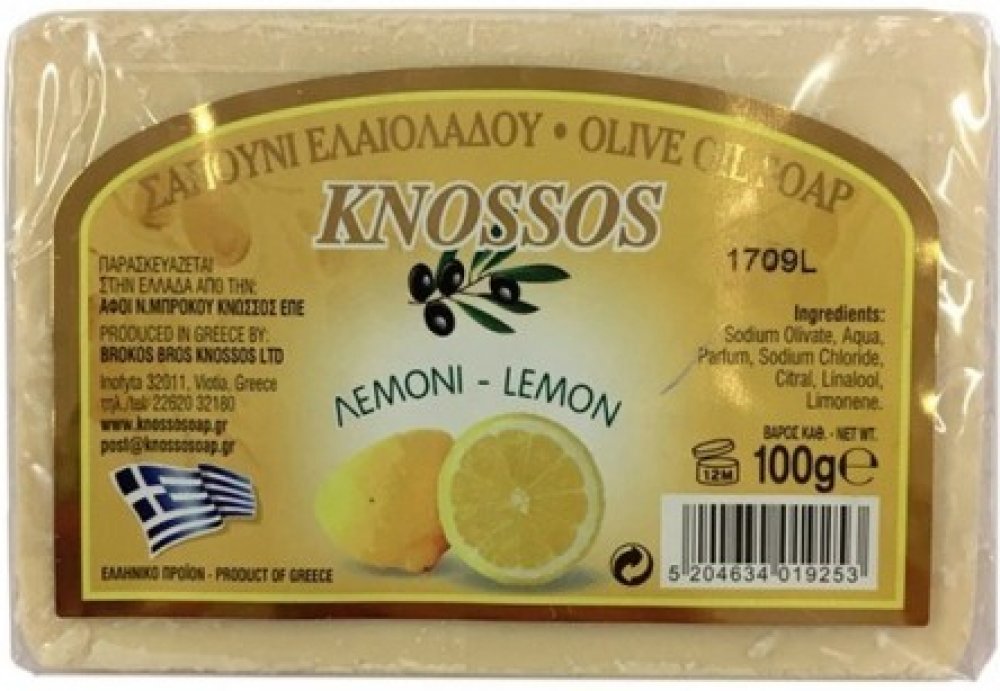 ΣΑΠΟΥΝΙ ΕΛΑΙΟΛΑΔΟΥ • OLIVE OIL SOAP
KNOSSOS
1709L
ΠΑΡΑΣΚΕΥΑΖΕΤΑΙ
ΣΤΗΝ ΕΛΛΑΔΑ ΑΠΟ ΤΗΝ:
ΑΦΟΙ Ν.ΜΠΡΟΚΟΥ ΚΝΩΣΣΟΣ ΕΠΕ
PRODUCED IN GREECE BY:
BROKOS BROS KNOSSOS LTD
Inofyta 32011, Viotia, Greece
τηλ./tel: 22620 32180
www.knossosoap.gr
post@knossosoap.gr
ΕΛΛΗΝΙΚΟ ΠΡΟΪΟΝ - PRODUCT OF GREECE
ΛΕΜΟΝΙ - LEMON
Ingredients:
Sodium Olivate, Aqua,
Parfum, Sodium Chloride,
Citral, Linalool,
Limonene.
ΒΑΡΟΣ ΚΑΘ. - NET WT.
12M
100g℮
5 204634 019253